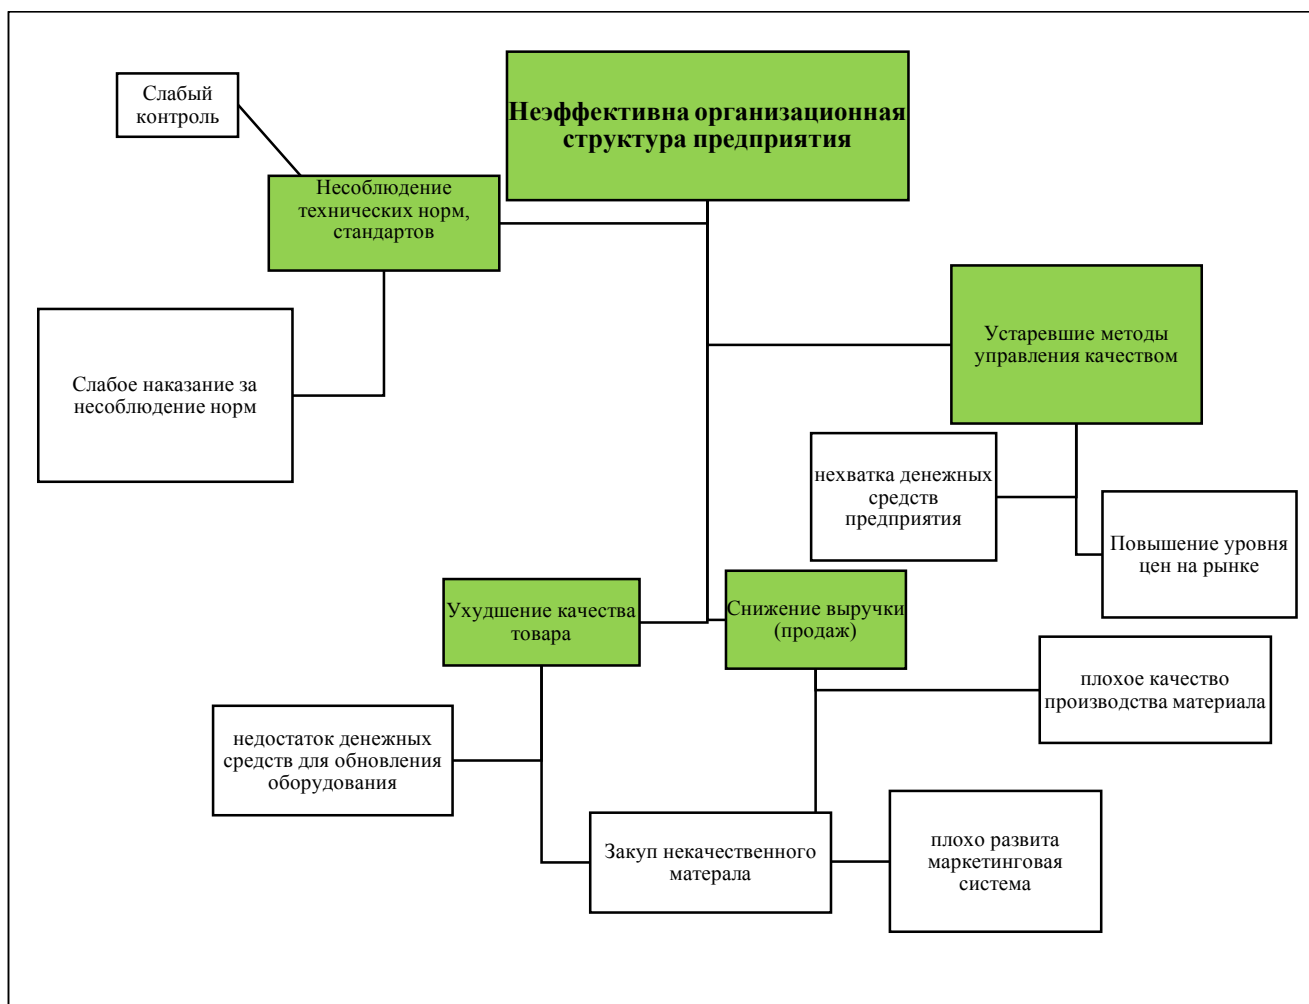 Слабый
контроль
Неэффективна организационная
структура предприятия
Несоблюдение
технических норм,
стандартов
Слабое наказание за
несоблюдение норм
Устаревшие методы
управления качеством
нехватка денежных
средств
предприятия
Повышение уровня
цен на рынке
Ухудшение качества
товара
Снижение выручки
(продаж)
плохое качество
производства материала
недостаток денежных
средств для обновления
оборудования
Закуп некачественного
матерала
плохо развита
маркетинговая
система